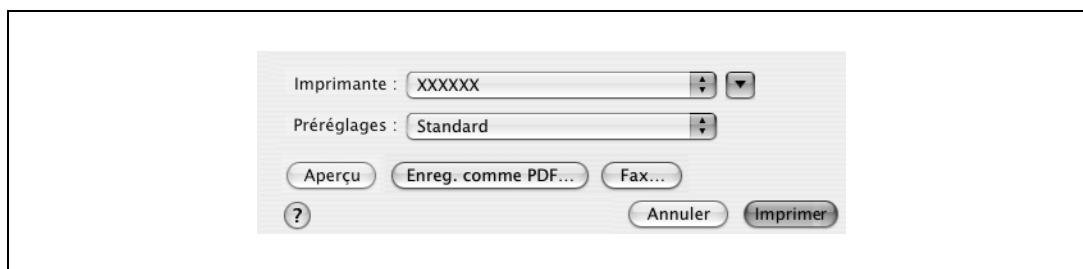 Imprimante : XXXXXX
Préréglages : Standard
Aperçu Enreg. comme PDF... Fax...
? Annuler Imprimer